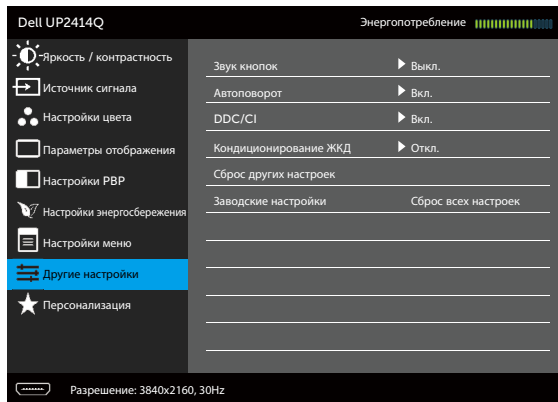 Dell UP2414Q
Энергопотребление
Яркость / контрастность
Источник сигнала
Настройки цвета
Параметры отображения
Настройки PBP
Настройки энергосбережения
Настройки меню
Другие настройки
Персонализация
Звук кнопок Выкл.
Автоповорот Вкл.
DDC/CI Вкл.
Кондиционирование ЖКД Откл.
Сброс других настроек
Заводские настройки Сброс всех настроек
Разрешение: 3840x2160, 30Hz